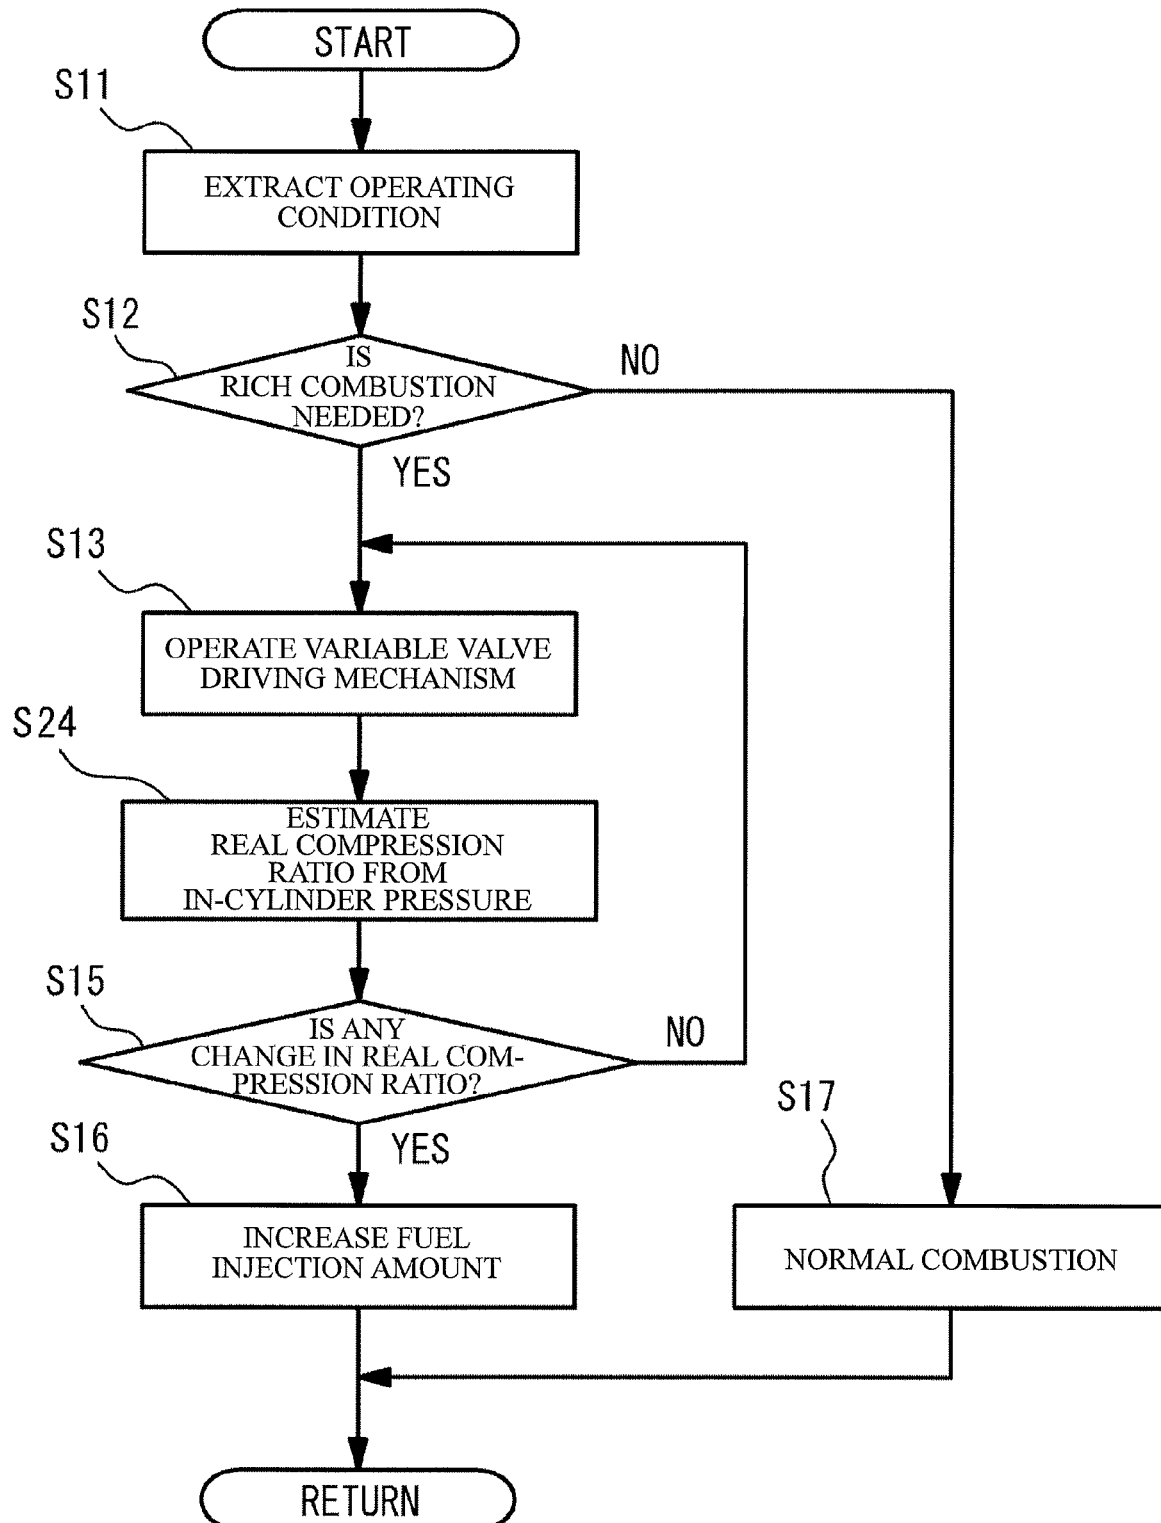 START
S11
EXTRACT OPERATING
CONDITION
S12
IS
RICH COMBUSTION
NEEDED?
NO
YES
S13
OPERATE VARIABLE VALVE
DRIVING MECHANISM
S24
ESTIMATE
REAL COMPRESSION
RATIO FROM
IN-CYLINDER PRESSURE
S15
IS ANY
CHANGE IN REAL COM-
PRESSION RATIO?
NO
YES
S16
INCREASE FUEL
INJECTION AMOUNT
S17
NORMAL COMBUSTION
RETURN